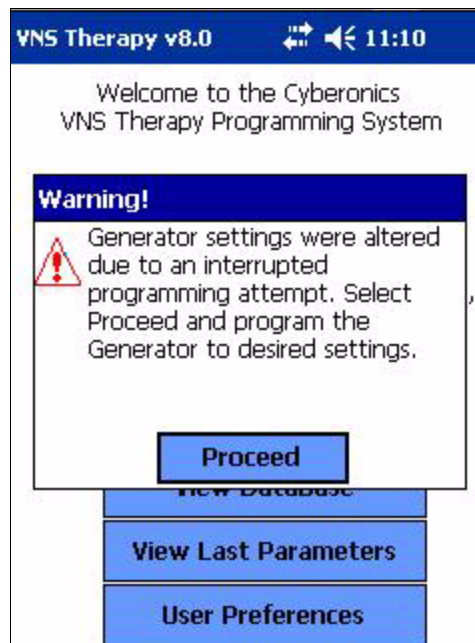 VNS Therapy v8.0 11:10
Welcome to the Cyberonics
VNS Therapy Programming System
Warning!
Generator settings were altered
due to an interrupted
programming attempt. Select
Proceed and program the
Generator to desired settings.
Proceed
View Database
View Last Parameters
User Preferences